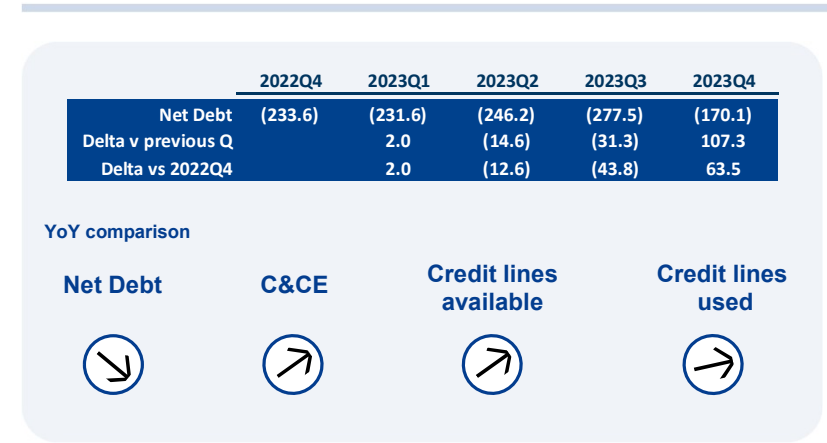 2022Q4 2023Q1 2023Q2 2023Q3 2023Q4
Net Debt (233.6) (231.6) (246.2) (277.5) (170.1)
Delta v previous Q 2.0 (14.6) (31.3) 107.3
Delta vs 2022Q4 2.0 (12.6) (43.8) 63.5
YoY comparison
Net Debt
C&CE
Credit lines
available
Credit lines
used